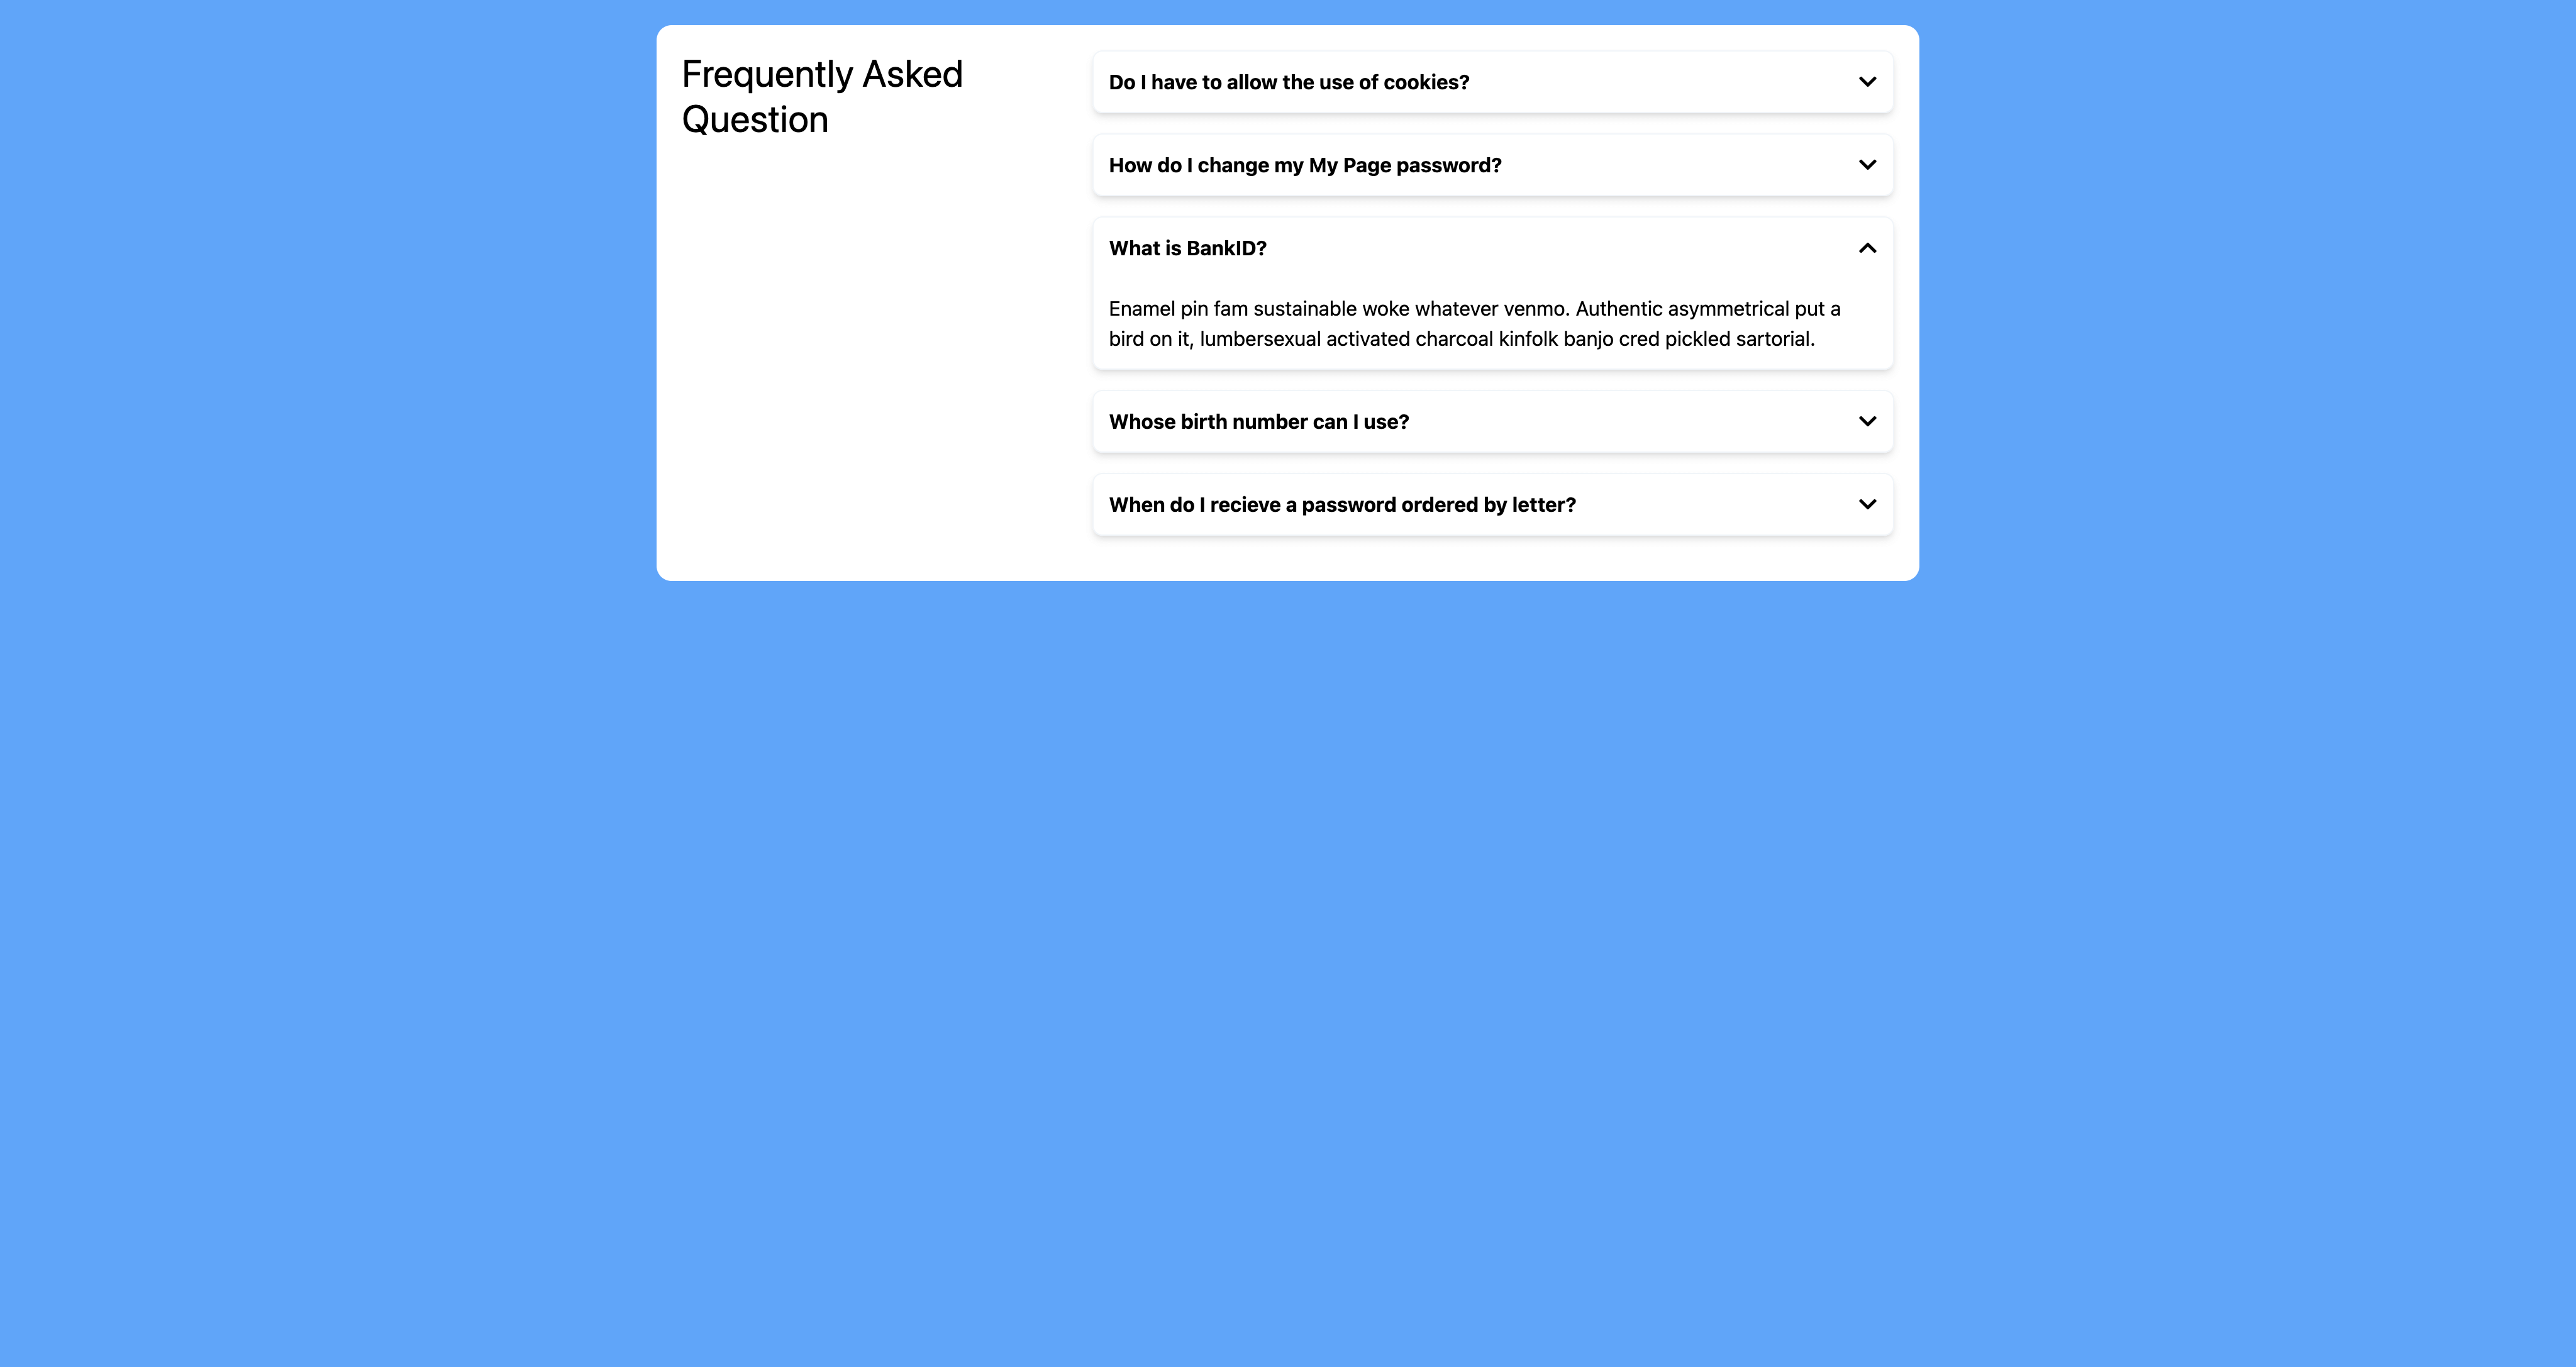 Frequently Asked
Question
Do I have to allow the use of cookies?
How do I change my My Page password?
What is BankID?
Enamel pin fam sustainable woke whatever venmo. Authentic asymmetrical put a
bird on it, lumbersexual activated charcoal kinfolk banjo cred pickled sartorial.
Whose birth number can I use?
When do I recieve a password ordered by letter?